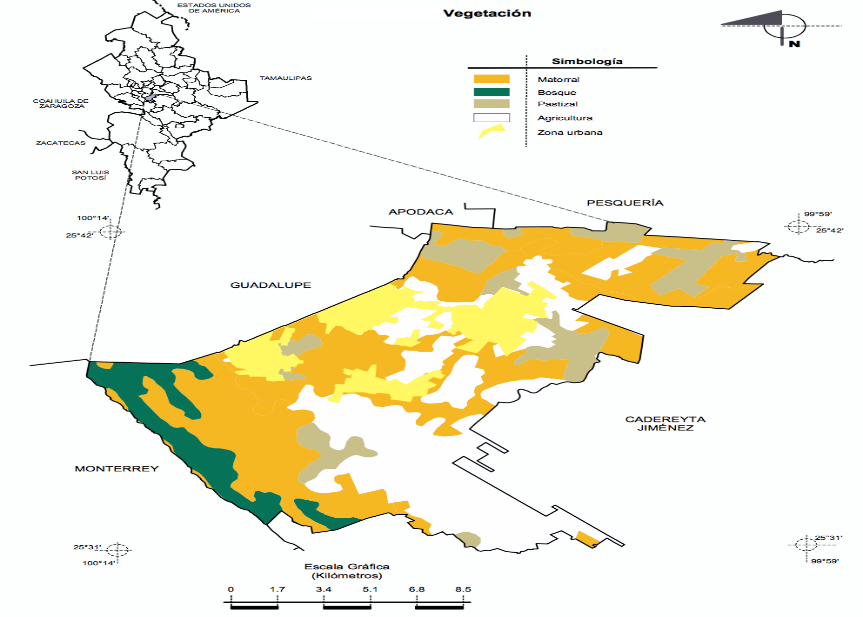 ESTADOS UNIDOS
DE AMÉRICA
Vegetación
N
TAMAULIPAS
COAHUILA DE
ZARAGOZA
ZACATECAS
SAN LUIS
POTOSÍ
Simbología
Matorral
Bosque
Pastizal
Agricultura
Zona urbana
100°14'
25°42'
APODACA
PESQUERÍA
99°59'
25°42'
GUADALUPE
CADEREYTA
JIMÉNEZ
MONTERREY
25°31'
100°14'
25°31'
99°59'
Escala Gráfica
(Kilómetros)
0 1.7 3.4 5.1 6.8 8.5